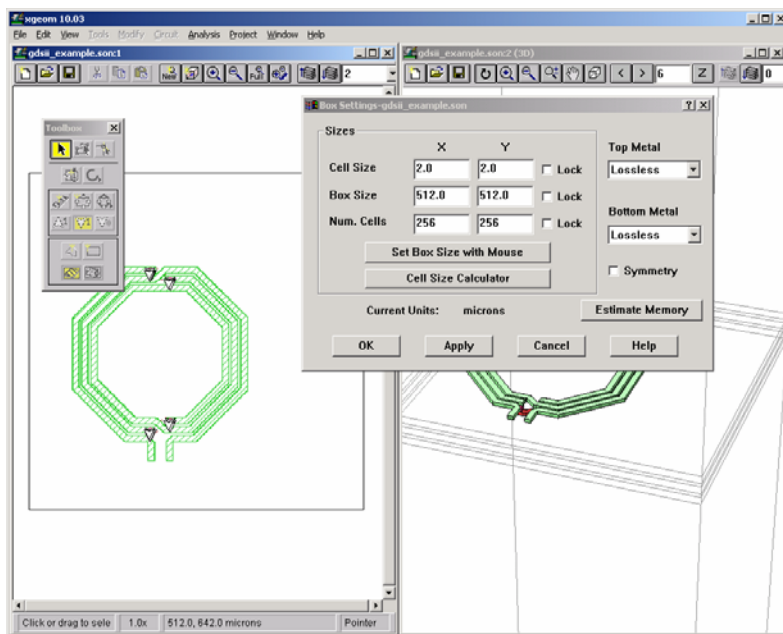 xgeom 10.03
File Edit View Tools Modify Circuit Analysis Project Window Help
gdsii_example.son:1
gdsii_example.son:2 (3D)
New Full 2
6 Z 0
Toolbox
Box Settings-gdsii_example.son
Sizes
X Y
Cell Size 2.0 2.0 Lock
Box Size 512.0 512.0 Lock
Num. Cells 256 256 Lock
Set Box Size with Mouse
Cell Size Calculator
Top Metal
Lossless
Bottom Metal
Lossless
Symmetry
Current Units: microns
Estimate Memory
OK Apply Cancel Help
Click or drag to sele 1.0x 512.0, 642.0 microns Pointer